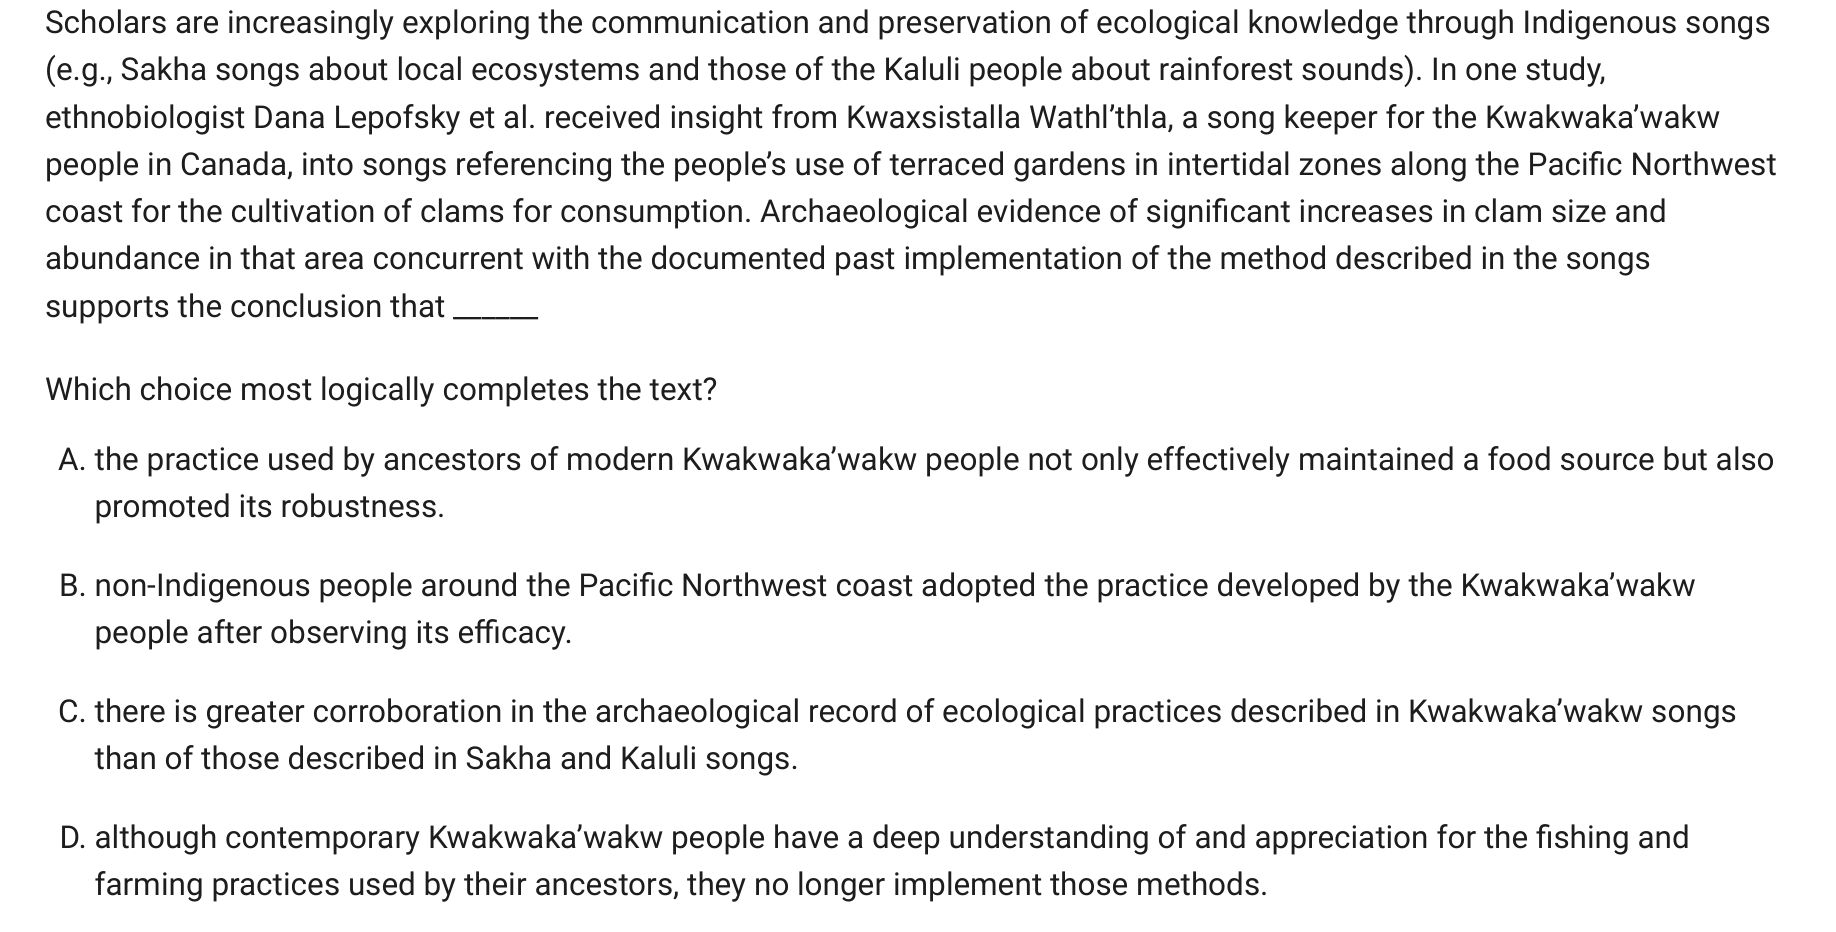 Scholars are increasingly exploring the communication and preservation of ecological knowledge through Indigenous songs
(e.g., Sakha songs about local ecosystems and those of the Kaluli people about rainforest sounds). In one study,
ethnobiologist Dana Lepofsky et al. received insight from Kwaxsistalla Wathl’thla, a song keeper for the Kwakwaka’wakw
people in Canada, into songs referencing the people’s use of terraced gardens in intertidal zones along the Pacific Northwest
coast for the cultivation of clams for consumption. Archaeological evidence of significant increases in clam size and
abundance in that area concurrent with the documented past implementation of the method described in the songs
supports the conclusion that ______
Which choice most logically completes the text?
A. the practice used by ancestors of modern Kwakwaka’wakw people not only effectively maintained a food source but also
promoted its robustness.
B. non-Indigenous people around the Pacific Northwest coast adopted the practice developed by the Kwakwaka’wakw
people after observing its efficacy.
C. there is greater corroboration in the archaeological record of ecological practices described in Kwakwaka’wakw songs
than of those described in Sakha and Kaluli songs.
D. although contemporary Kwakwaka’wakw people have a deep understanding of and appreciation for the fishing and
farming practices used by their ancestors, they no longer implement those methods.